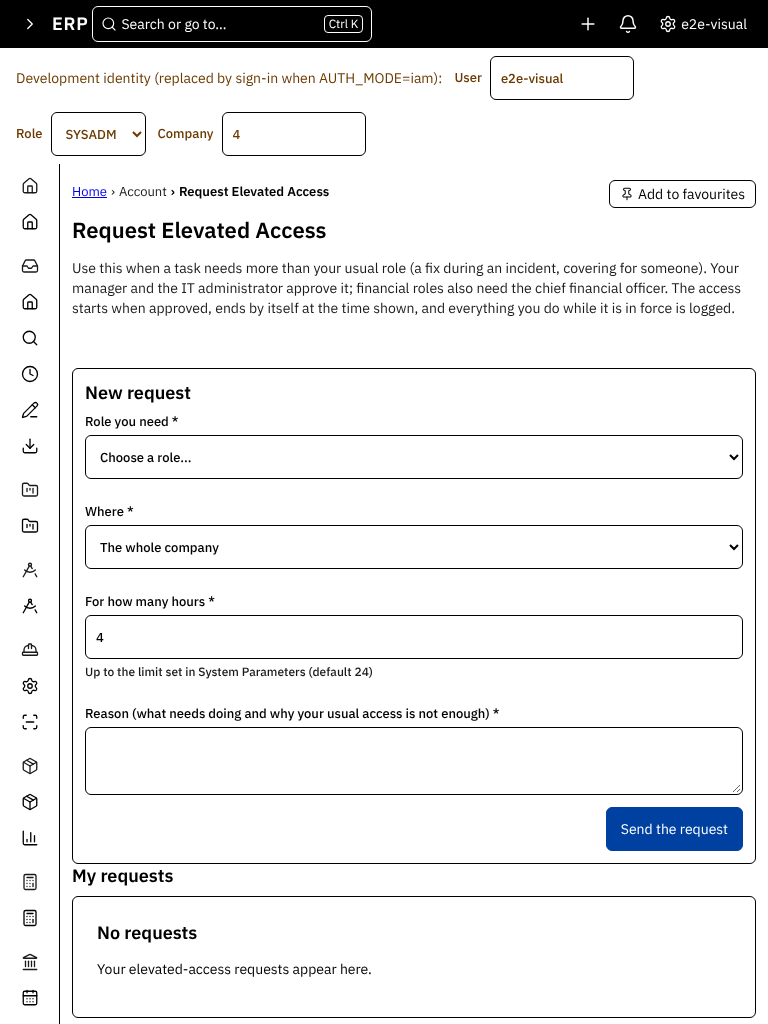 ERP
Search or go to... Ctrl K
e2e-visual
Development identity (replaced by sign-in when AUTH_MODE=iam): User e2e-visual
Role SYSADM Company 4
Home › Account › Request Elevated Access
Add to favourites
Request Elevated Access
Use this when a task needs more than your usual role (a fix during an incident, covering for someone). Your
manager and the IT administrator approve it; financial roles also need the chief financial officer. The access
starts when approved, ends by itself at the time shown, and everything you do while it is in force is logged.
New request
Role you need *
Choose a role...
Where *
The whole company
For how many hours *
4
Up to the limit set in System Parameters (default 24)
Reason (what needs doing and why your usual access is not enough) *
Send the request
My requests
No requests
Your elevated-access requests appear here.